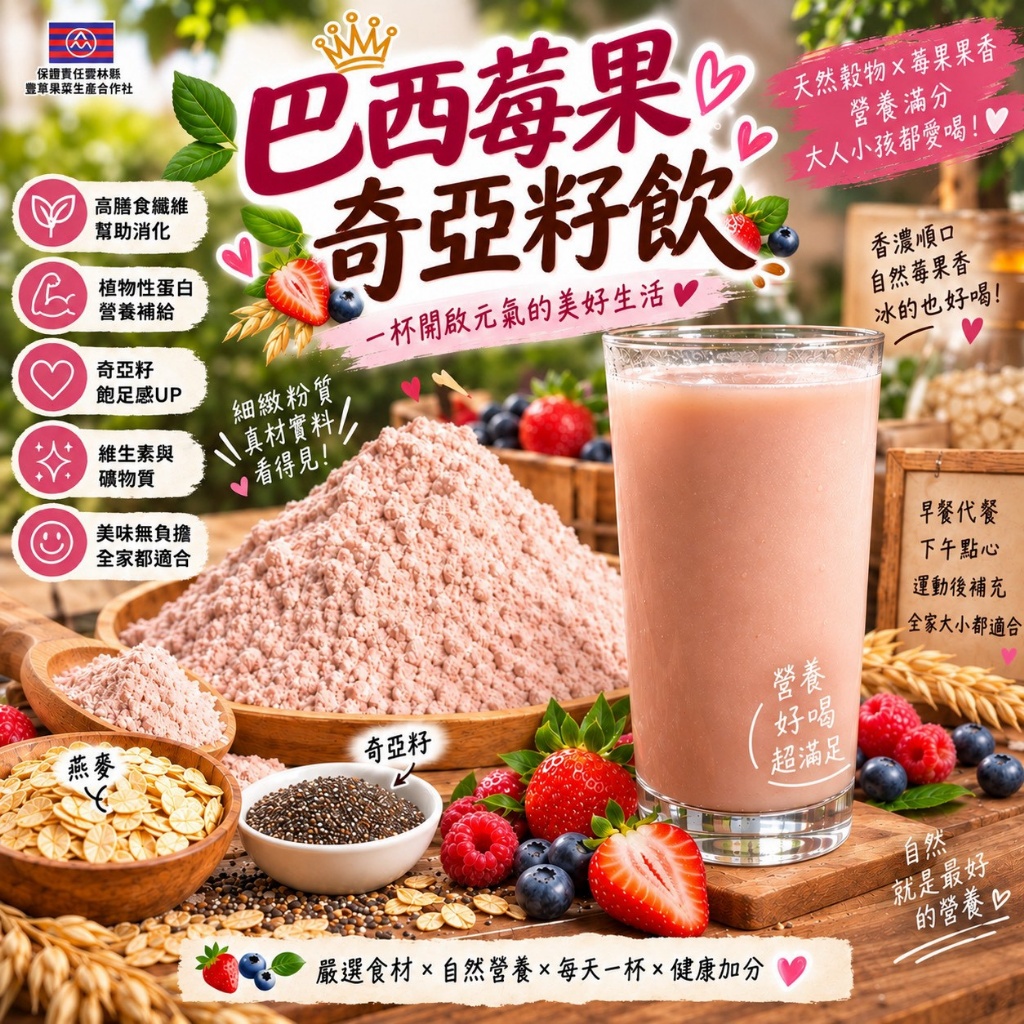 保證責任雲林縣
豐草果菜生產合作社
巴西莓果
奇亞籽飲
一杯開啟元氣的美好生活
天然穀物×莓果果香
營養滿分
大人小孩都愛喝!
高膳食纖維
幫助消化
植物性蛋白
營養補給
奇亞籽
飽足感UP
維生素與
礦物質
美味無負擔
全家都適合
細緻粉質
真材實料
看得見!
香濃順口
自然莓果香
冰的也好喝!
早餐代餐
下午點心
運動後補充
全家大小都適合
營養
好喝
超滿足
燕麥
奇亞籽
自然
就是最好
的營養
嚴選食材×自然營養×每天一杯×健康加分